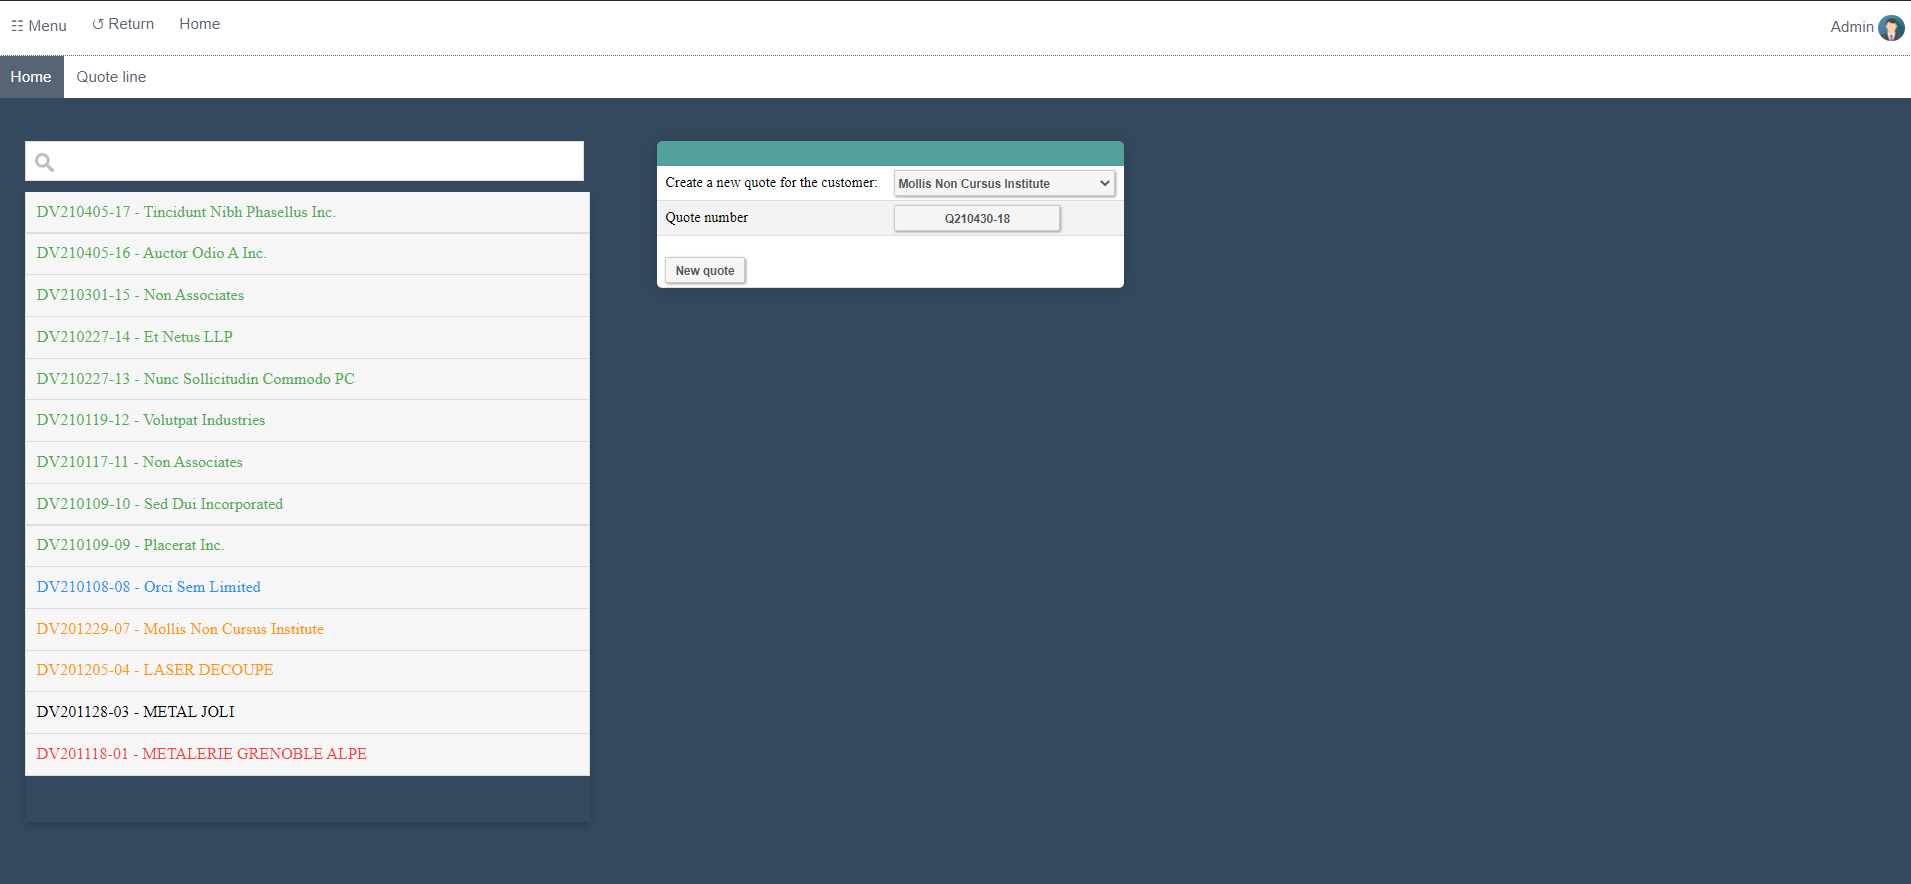 Menu
Return
Home
Admin
Home
Quote line
DV210405-17 - Tincidunt Nibh Phasellus Inc.
DV210405-16 - Auctor Odio A Inc.
DV210301-15 - Non Associates
DV210227-14 - Et Netus LLP
DV210227-13 - Nunc Sollicitudin Commodo PC
DV210119-12 - Volutpat Industries
DV210117-11 - Non Associates
DV210109-10 - Sed Dui Incorporated
DV210109-09 - Placerat Inc.
DV210108-08 - Orci Sem Limited
DV201229-07 - Mollis Non Cursus Institute
DV201205-04 - LASER DECOUPE
DV201128-03 - METAL JOLI
DV201118-01 - METALERIE GRENOBLE ALPE
Create a new quote for the customer: Mollis Non Cursus Institute
Quote number Q210430-18
New quote